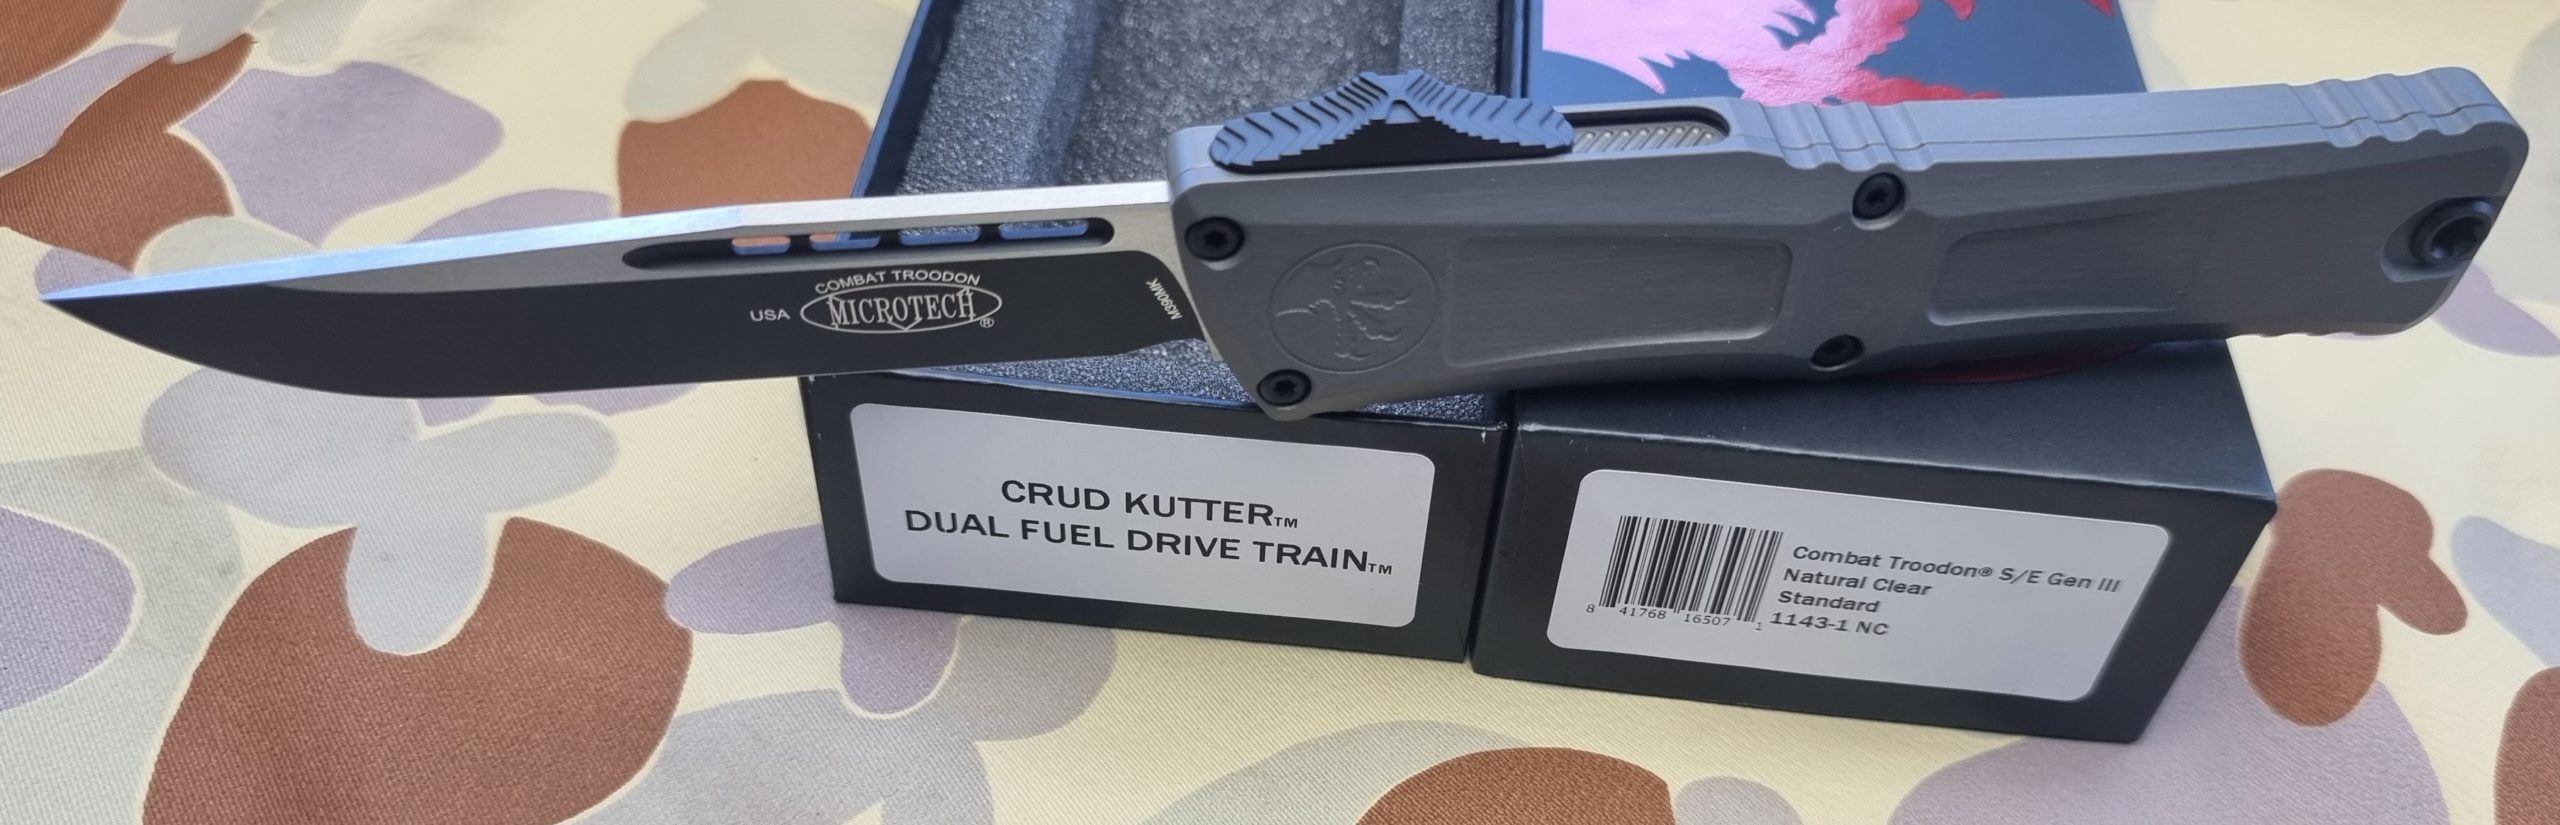 COMBAT TROODON
USA MICROTECH®
M390MK
CRUD KUTTER™
DUAL FUEL DRIVE TRAIN™
Combat Troodon® S/E Gen III
Natural Clear
Standard
1143-1 NC
8 41768 16507 1